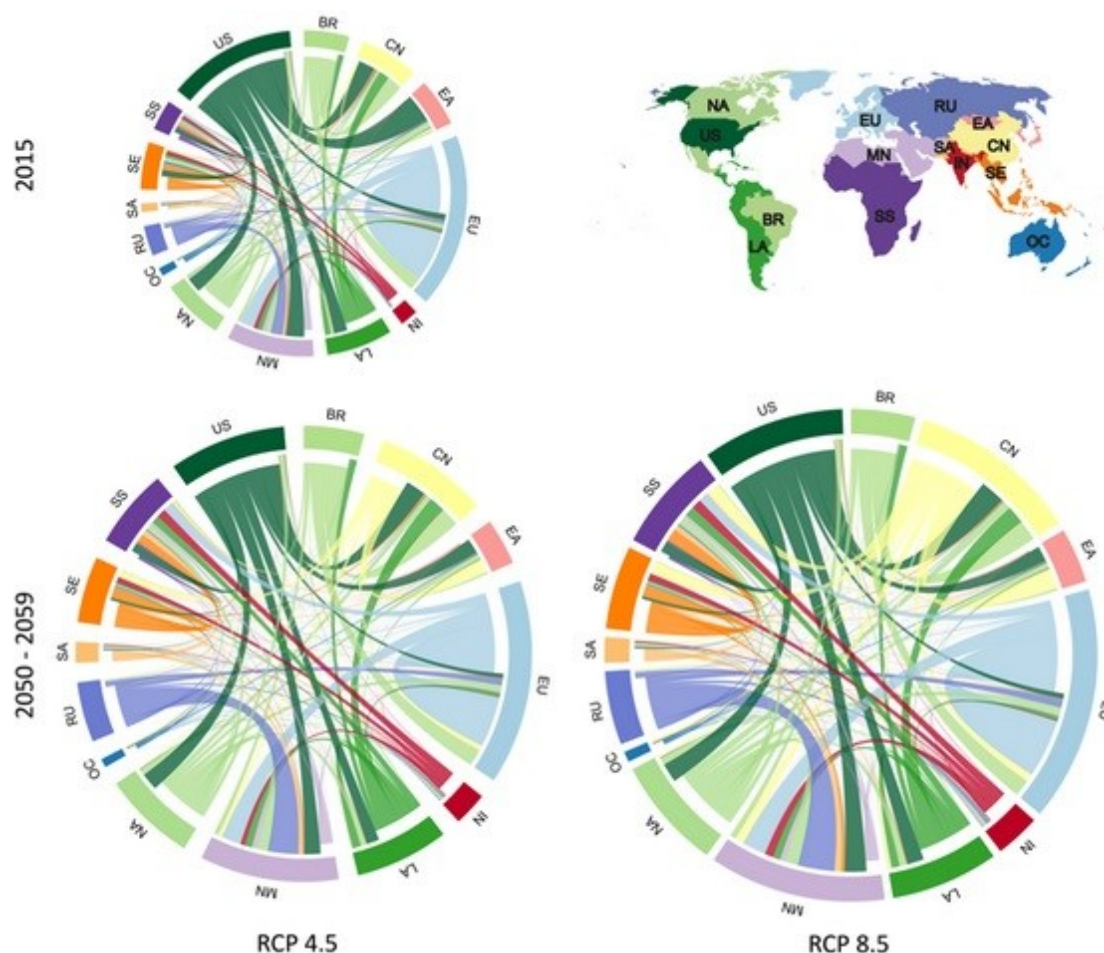 2015
US
BR
CN
EA
EU
IN
LA
MN
NA
OC
RU
SA
SE
SS
NA
US
BR
LA
EU
MN
SS
RU
EA
CN
SA
IN
SE
OC
2050 - 2059
US
BR
CN
EA
EU
IN
LA
MN
NA
OC
RU
SA
SE
SS
US
BR
CN
EA
IN
LA
MN
NA
OC
RU
SA
SE
SS
RCP 4.5
RCP 8.5